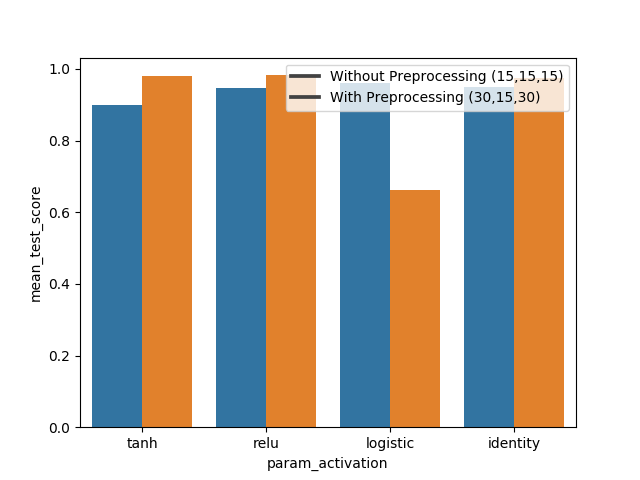 Without Preprocessing (15,15,15)
With Preprocessing (30,15,30)
1.0
0.8
0.6
0.4
0.2
0.0
mean_test_score
tanh relu logistic identity
param_activation